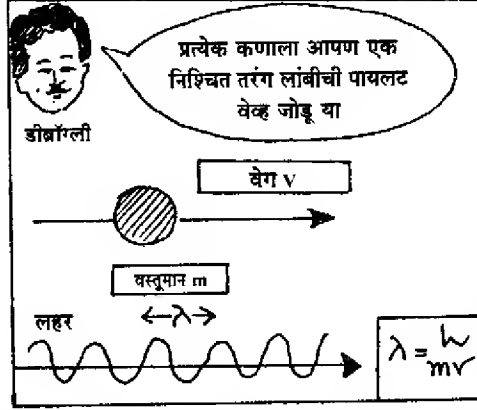 प्रत्येक कणाला आपण एक
निश्चित तरंग लांबीची पायलट
वेव्ह जोडू या
डीब्रॉग्ली
वेग v
वस्तूमान m
←λ→
लहर
λ = h/mv